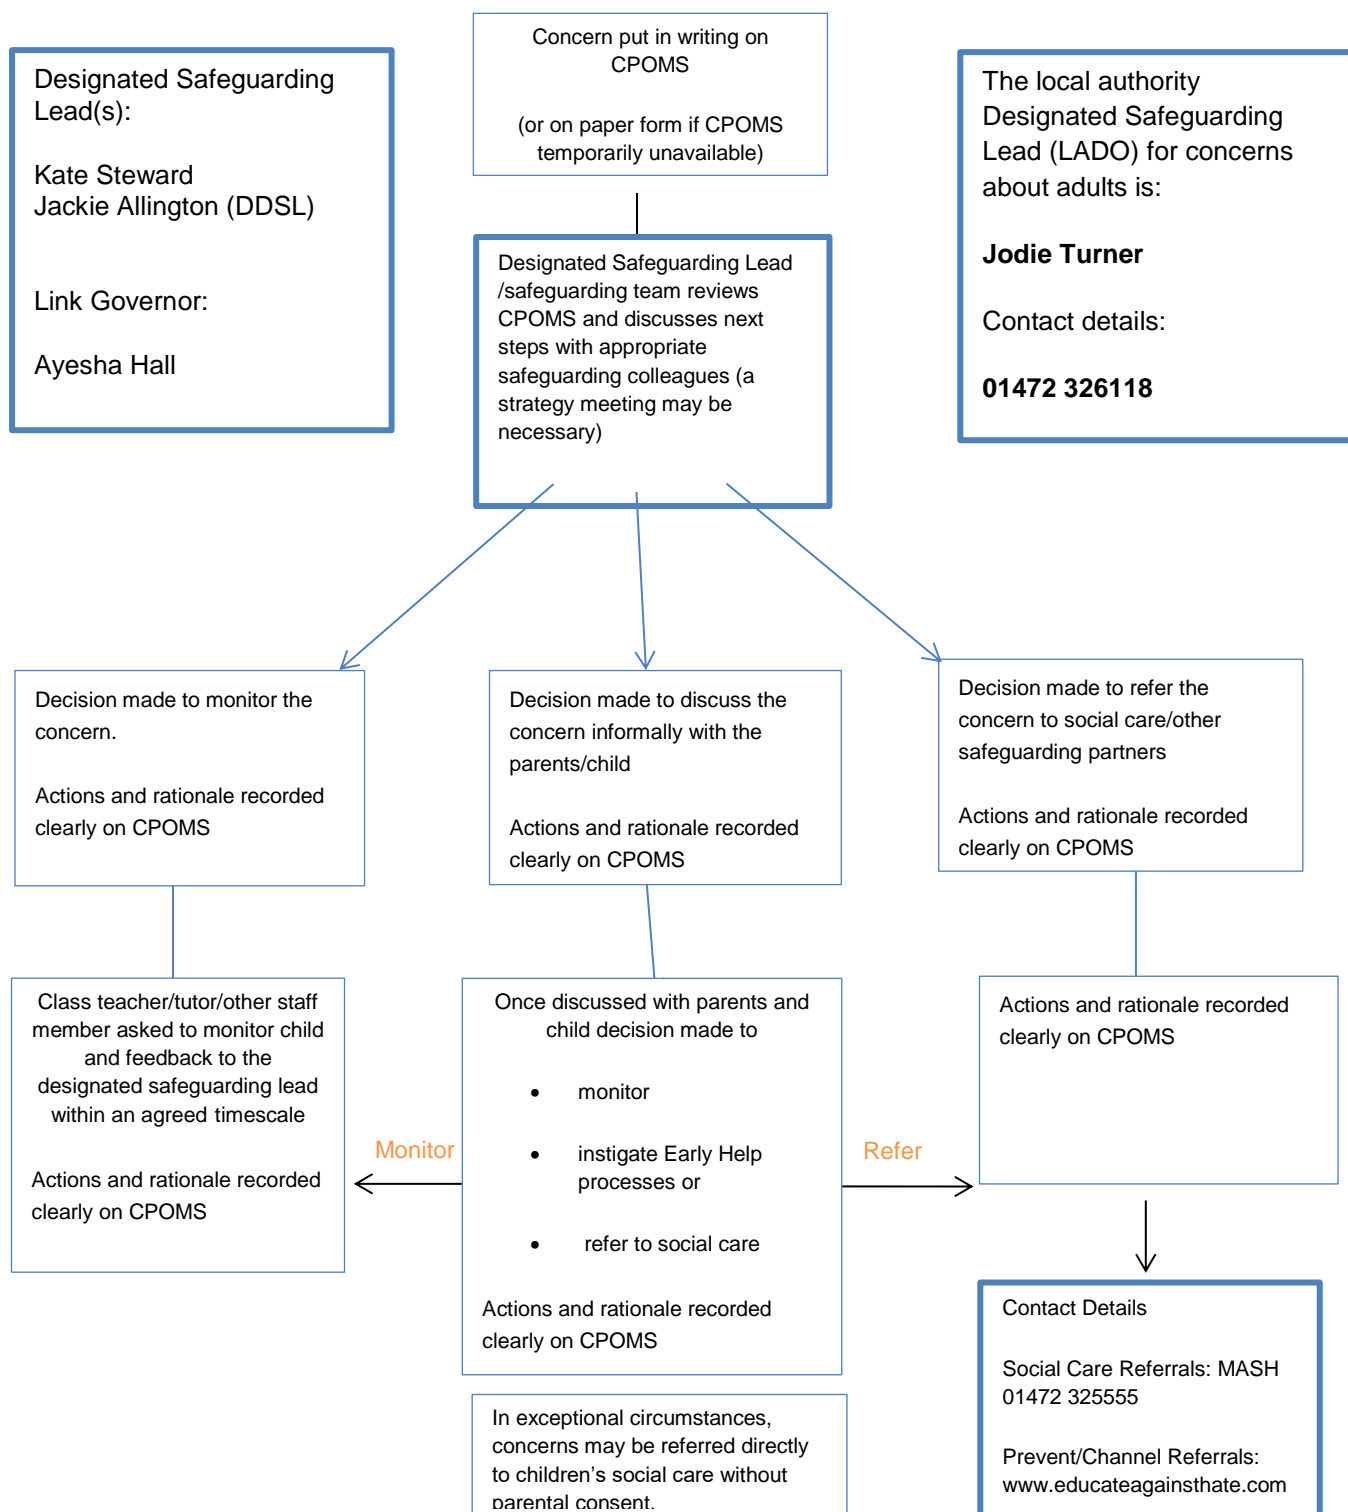 Concern put in writing on
CPOMS
(or on paper form if CPOMS
temporarily unavailable)
Designated Safeguarding
Lead(s):
Kate Steward
Jackie Allington (DDSL)
Link Governor:
Ayesha Hall
The local authority
Designated Safeguarding
Lead (LADO) for concerns
about adults is:
Jodie Turner
Contact details:
01472 326118
Designated Safeguarding Lead
/safeguarding team reviews
CPOMS and discusses next
steps with appropriate
safeguarding colleagues (a
strategy meeting may be
necessary)
Decision made to monitor the
concern.
Actions and rationale recorded
clearly on CPOMS
Decision made to discuss the
concern informally with the
parents/child
Actions and rationale recorded
clearly on CPOMS
Decision made to refer the
concern to social care/other
safeguarding partners
Actions and rationale recorded
clearly on CPOMS
Class teacher/tutor/other staff
member asked to monitor child
and feedback to the
designated safeguarding lead
within an agreed timescale
Actions and rationale recorded
clearly on CPOMS
Monitor
Once discussed with parents and
child decision made to
• monitor
• instigate Early Help
processes or
• refer to social care
Actions and rationale recorded
clearly on CPOMS
Refer
Actions and rationale recorded
clearly on CPOMS
In exceptional circumstances,
concerns may be referred directly
to children's social care without
parental consent.
Contact Details
Social Care Referrals: MASH
01472 325555
Prevent/Channel Referrals:
www.educateagainsthate.com